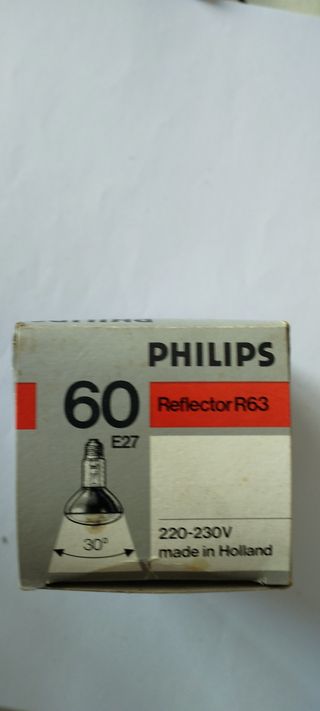 PHILIPS
60
Reflector R63
E27
30°
220-230V
made in Holland